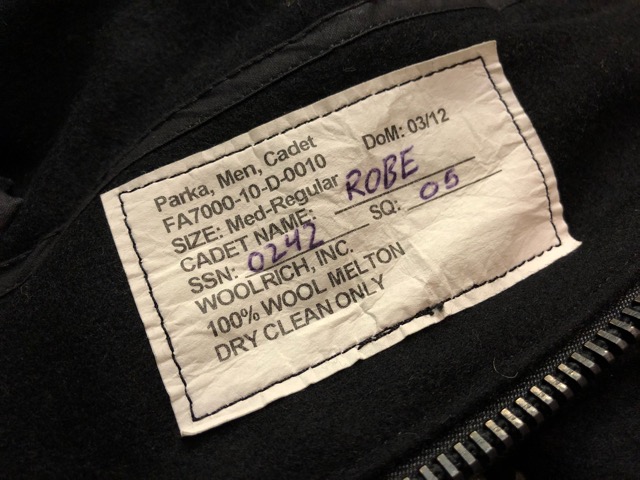 Parka, Men, Cadet DoM: 03/12
FA7000-10-D-0010
SIZE: Med-Regular
CADET NAME: ROBE
SSN: 0242 SQ: 05
WOOLRICH, INC.
100% WOOL MELTON
DRY CLEAN ONLY